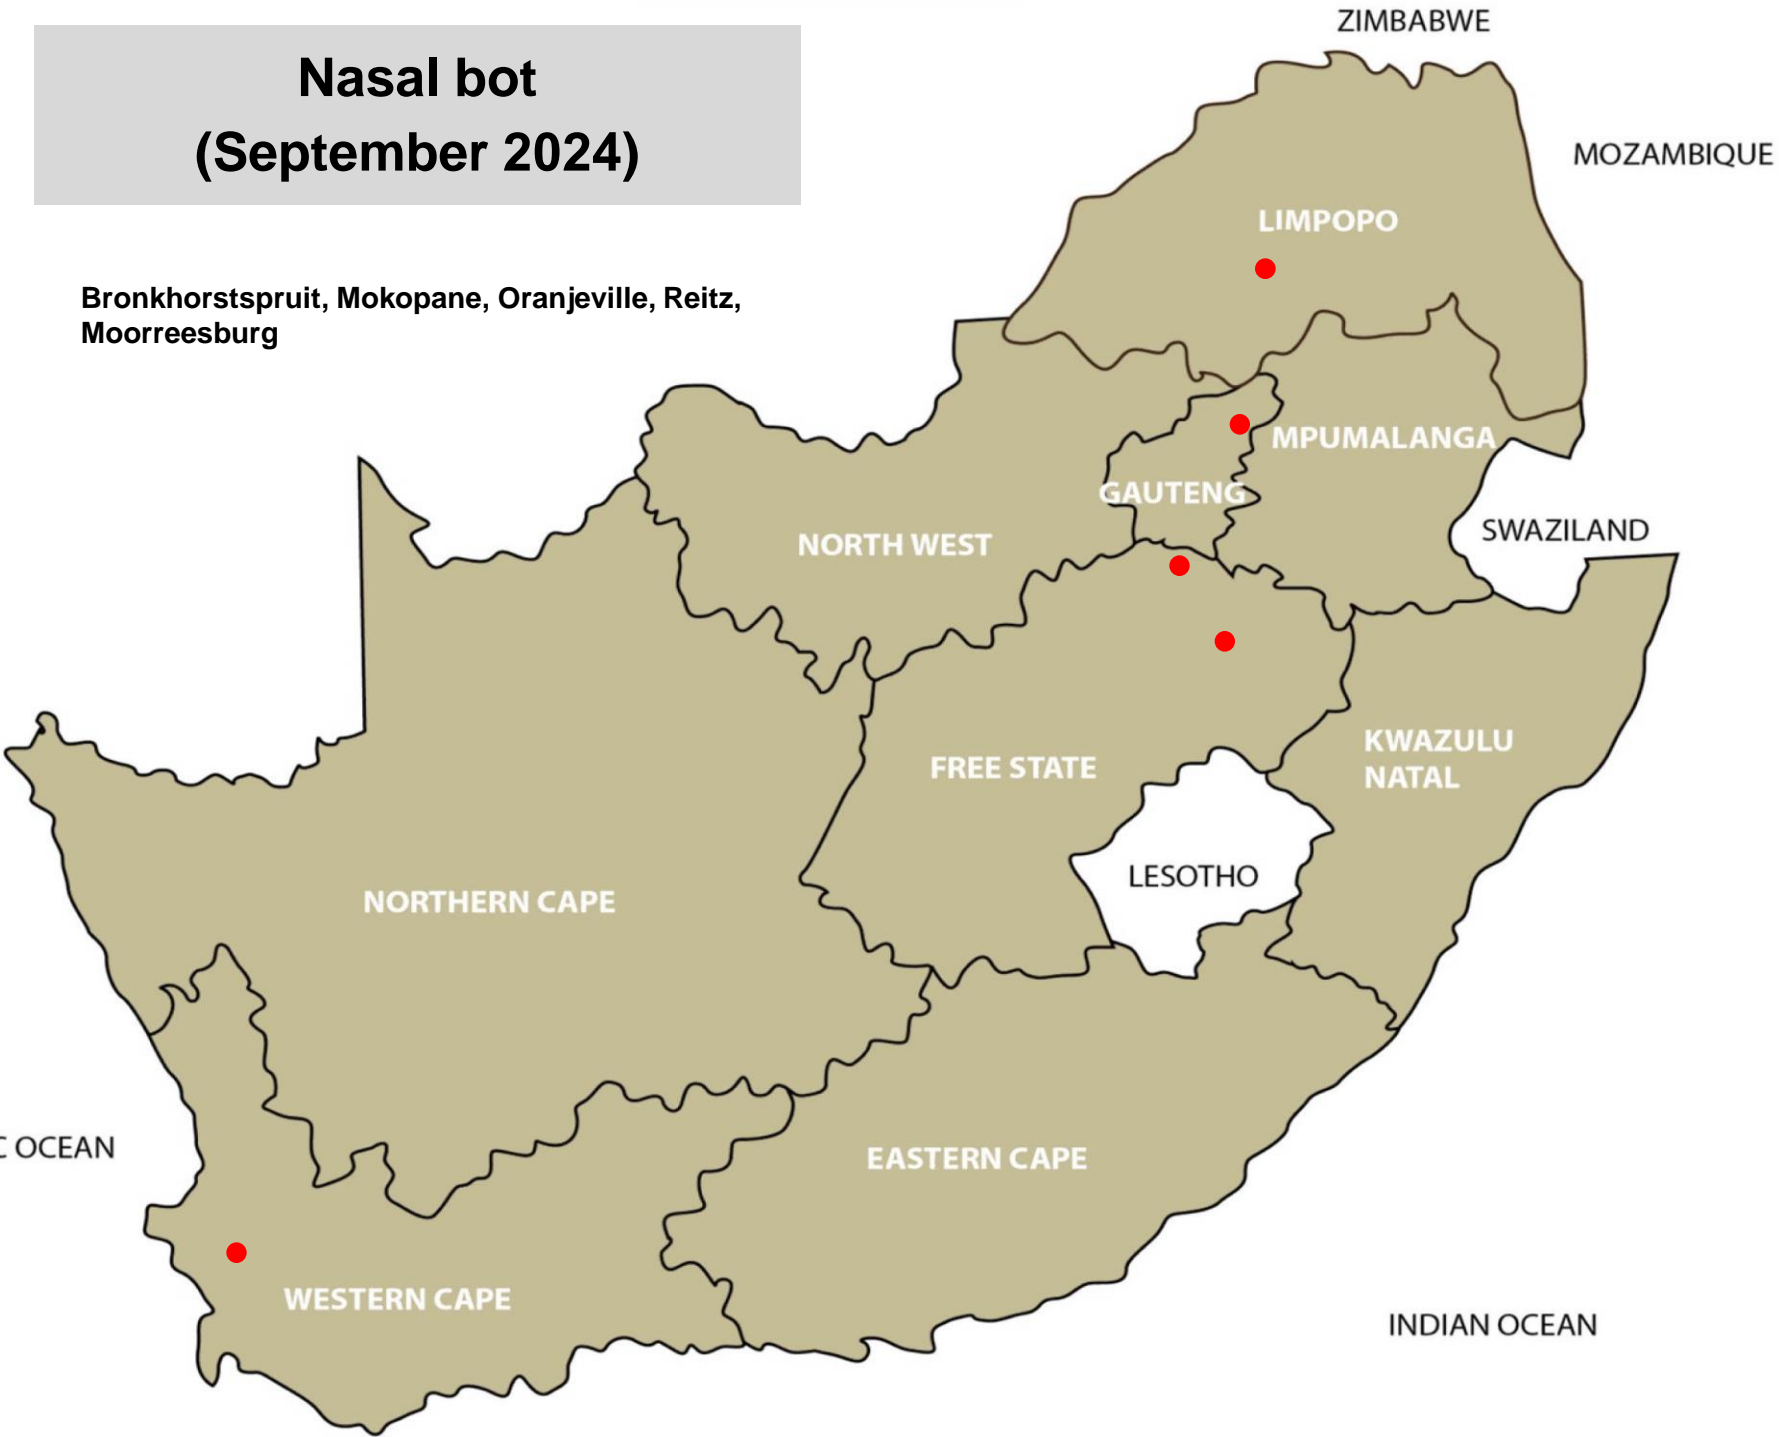 Nasal bot
(September 2024)
Bronkhorstspruit, Mokopane, Oranjeville, Reitz,
Moorreesburg
ZIMBABWE
MOZAMBIQUE
LIMPOPO
MPUMALANGA
GAUTENG
SWAZILAND
NORTH WEST
KWAZULU
NATAL
FREE STATE
LESOTHO
NORTHERN CAPE
C OCEAN
EASTERN CAPE
WESTERN CAPE
INDIAN OCEAN